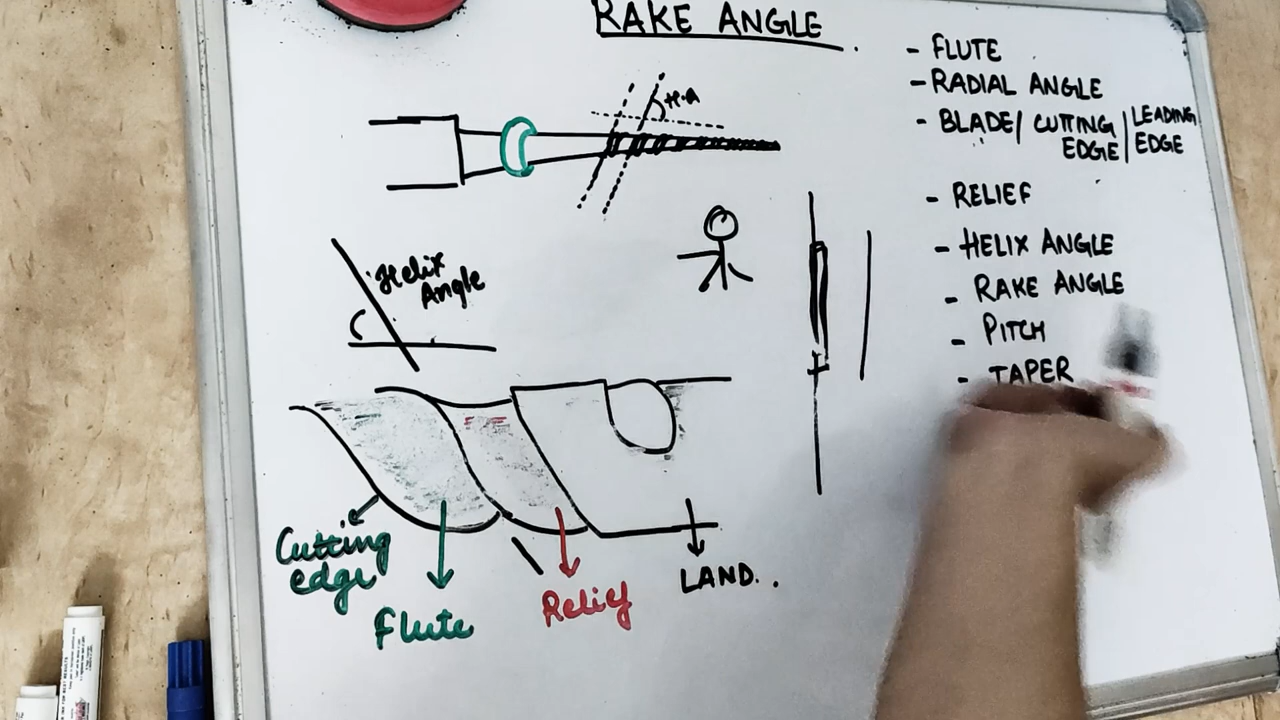 RAKE ANGLE
- FLUTE
- RADIAL ANGLE
- BLADE/ CUTTING EDGE/ LEADING EDGE
- RELIEF
- HELIX ANGLE
- RAKE ANGLE
- PITCH
- TAPER
H.A
Helix
Angle
Cutting
edge
Flute
Relief
LAND..